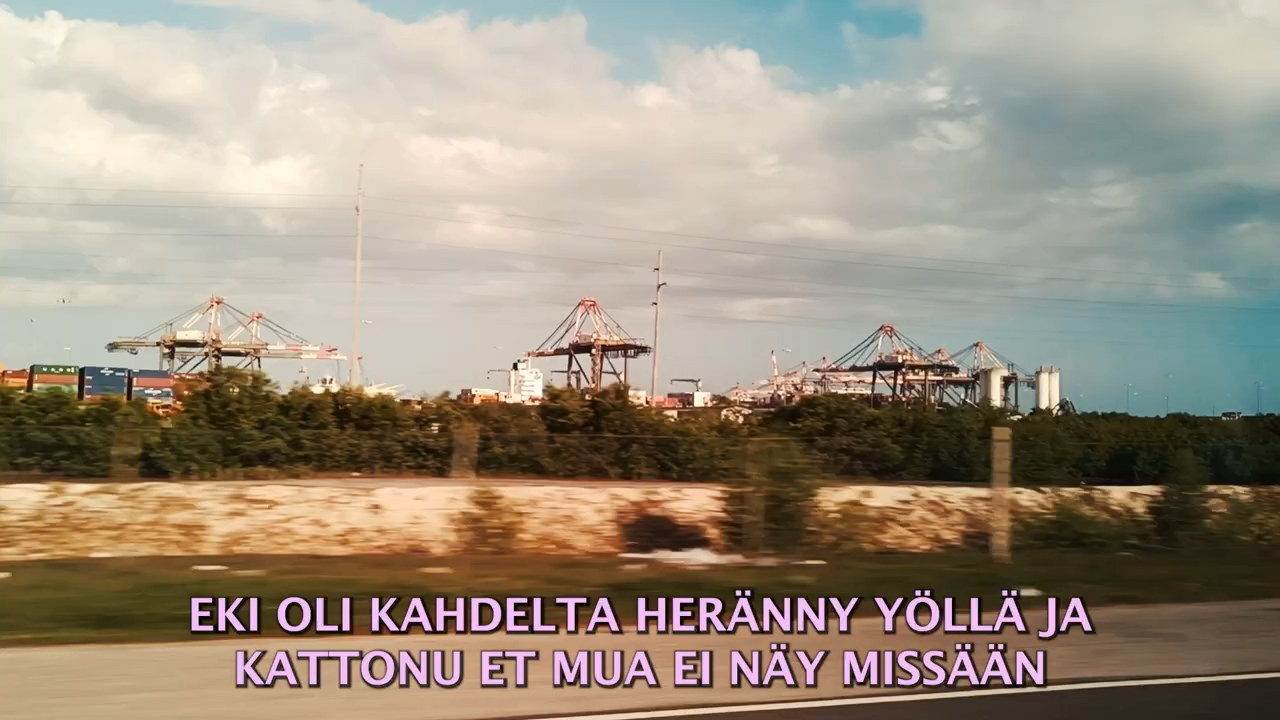 EKI OLI KAHDELTA HERÄNNY YÖLLÄ JA
KATTONU ET MUA EI NÄY MISSÄÄN